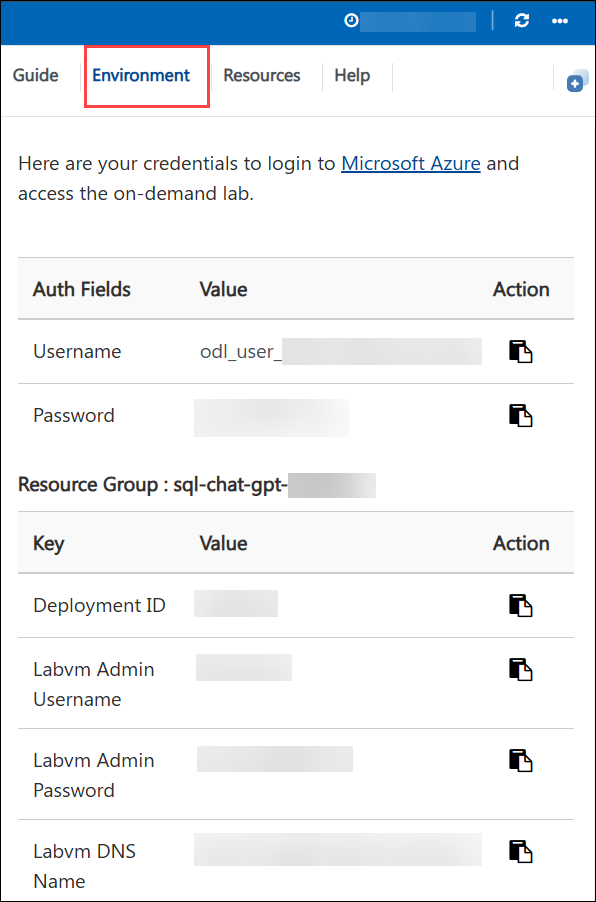 Guide Environment Resources Help
Here are your credentials to login to Microsoft Azure and
access the on-demand lab.
Auth Fields Value Action
Username odl_user_
Password
Resource Group : sql-chat-gpt-
Key Value Action
Deployment ID
Labvm Admin
Username
Labvm Admin
Password
Labvm DNS
Name